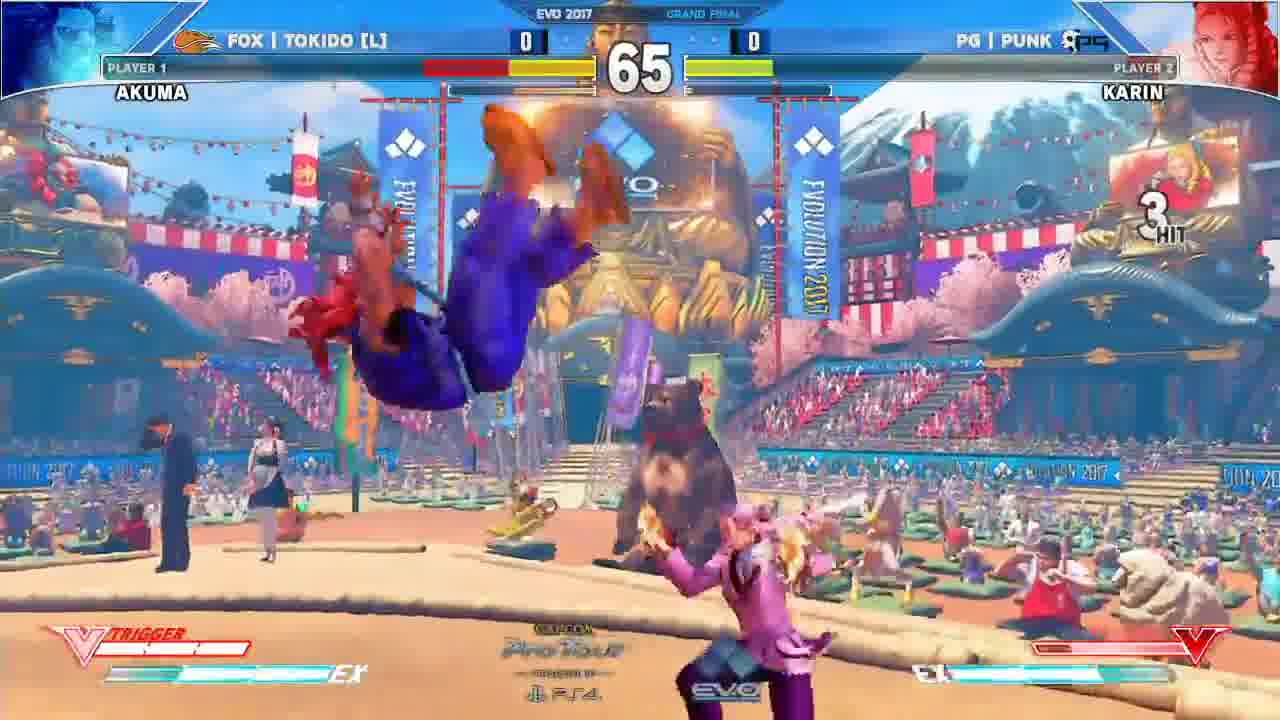 EVO 2017 GRAND FINAL
FOX | TOKIDO [L] 0 65 0 PG | PUNK
PLAYER 1 PLAYER 2
AKUMA KARIN
EVOLUTION 2017
3
HIT
V TRIGGER
EX EX
CAPCOM
PRO TOUR
PS4
EVO